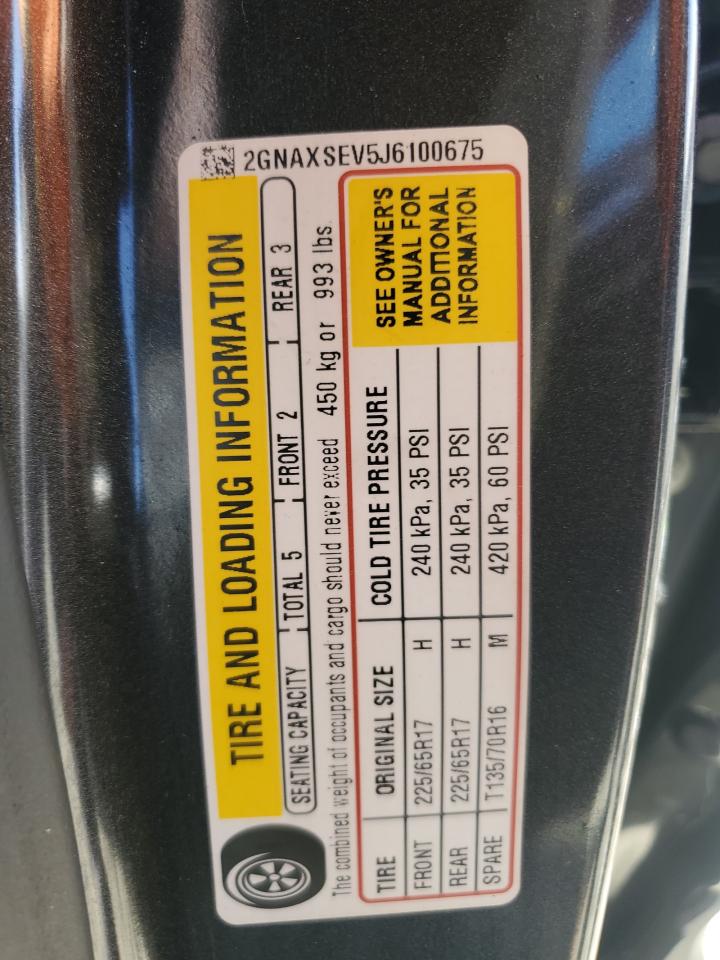 2GNAXSEV5J6100675
TIRE AND LOADING INFORMATION
SEATING CAPACITY TOTAL 5 FRONT 2 REAR 3
The combined weight of occupants and cargo should never exceed 450 kg or 993 lbs.
TIRE ORIGINAL SIZE COLD TIRE PRESSURE
FRONT 225/65R17 H 240 kPa, 35 PSI
REAR 225/65R17 H 240 kPa, 35 PSI
SPARE T135/70R16 M 420 kPa, 60 PSI
SEE OWNER'S
MANUAL FOR
ADDITIONAL
INFORMATION